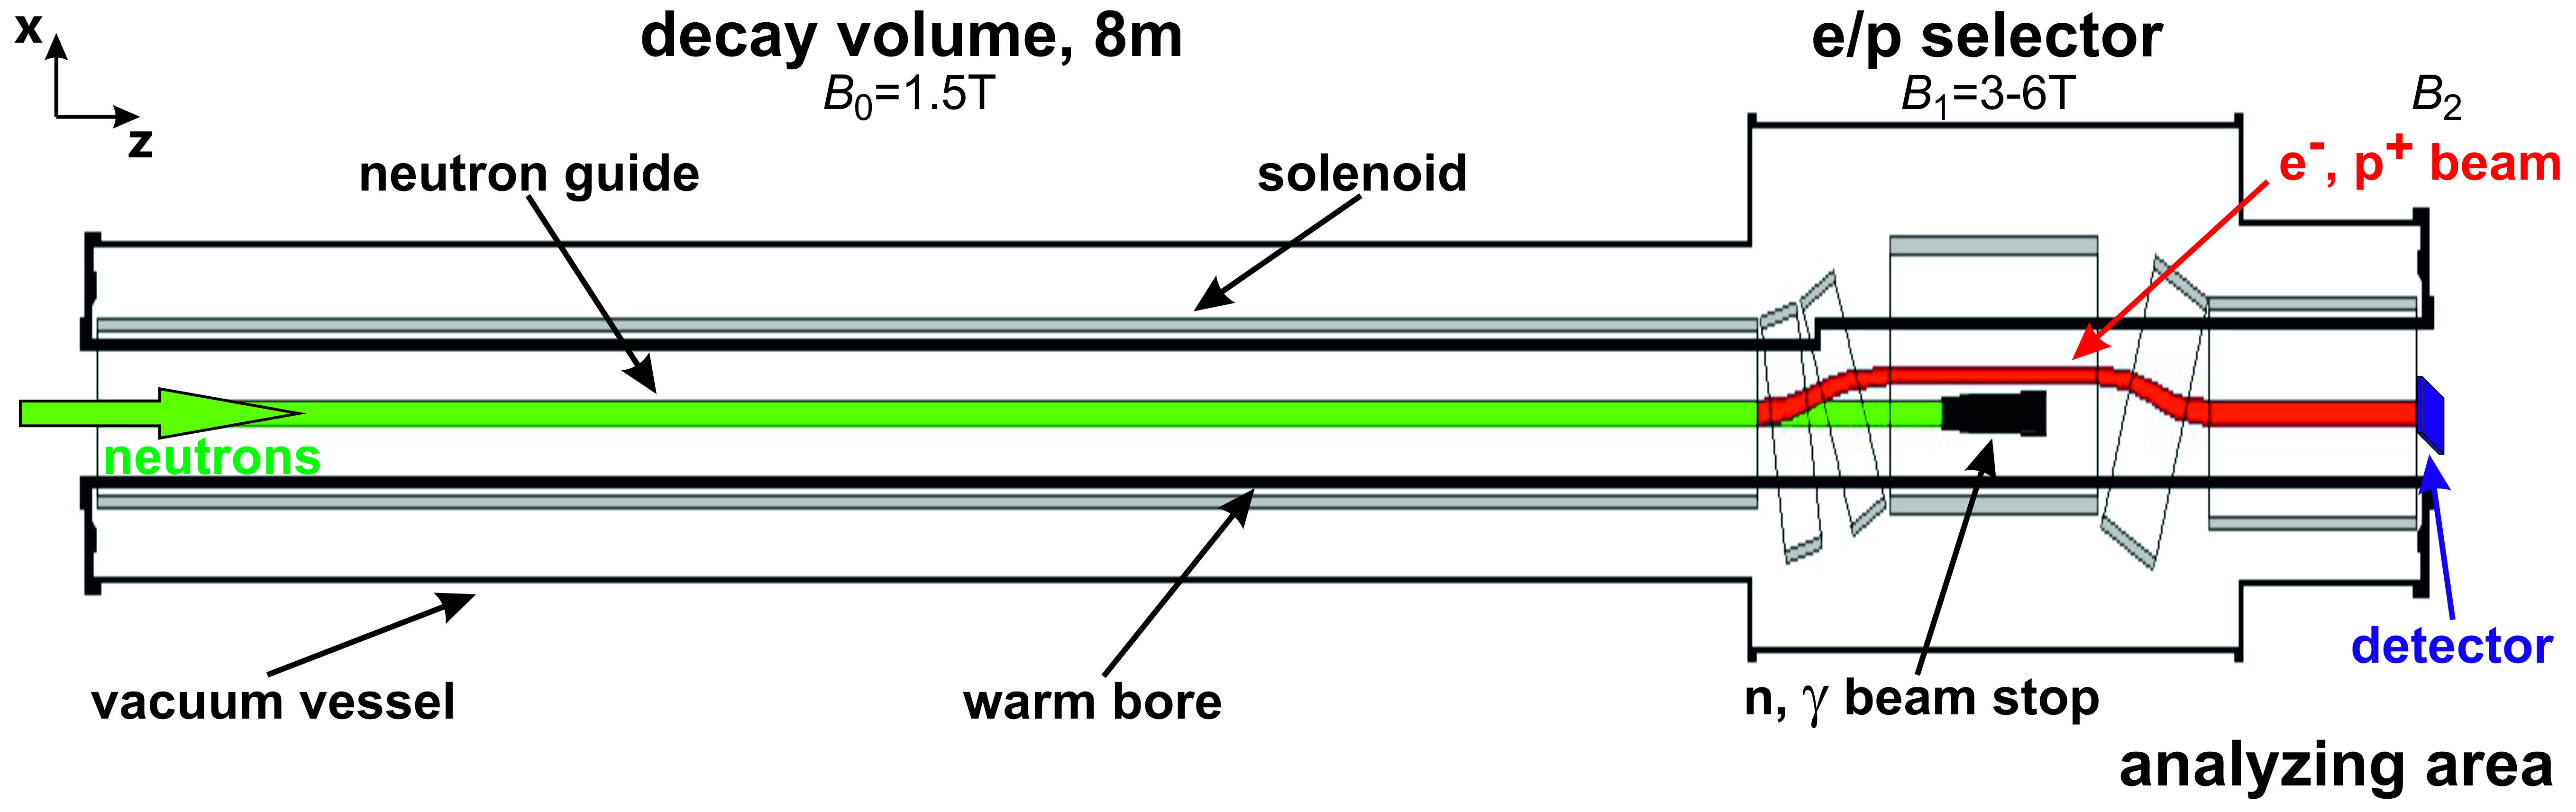 x
z
decay volume, 8m
B₀=1.5T
e/p selector
B₁=3-6T
B₂
e⁻, p⁺ beam
neutron guide
solenoid
neutrons
vacuum vessel
warm bore
n, γ beam stop
detector
analyzing area